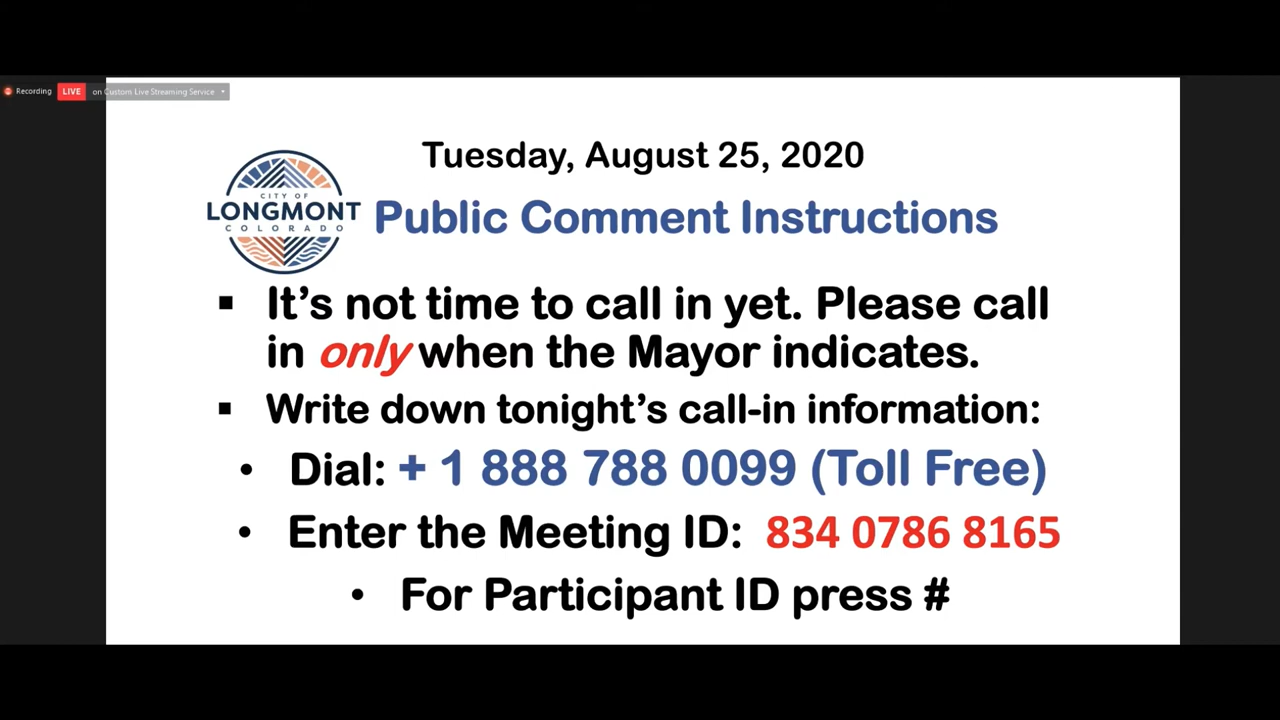 Recording LIVE on Custom Live Streaming Service
Tuesday, August 25, 2020
CITY OF
LONGMONT
COLORADO
Public Comment Instructions
▪ It's not time to call in yet. Please call
in only when the Mayor indicates.
▪ Write down tonight's call-in information:
• Dial: + 1 888 788 0099 (Toll Free)
• Enter the Meeting ID: 834 0786 8165
• For Participant ID press #